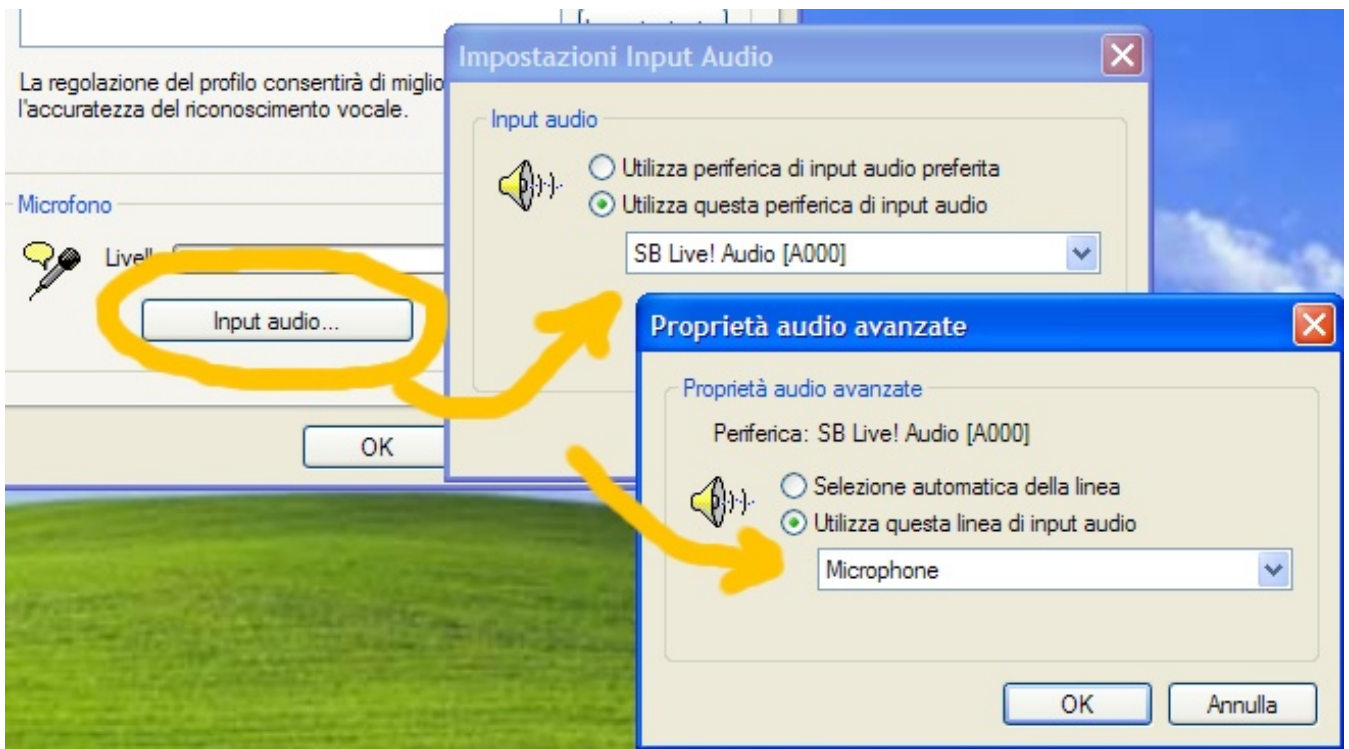 La regolazione del profilo consentirà di miglio
l'accuratezza del riconoscimento vocale.
Microfono
Livell
Input audio...
OK
Impostazioni Input Audio
Input audio
Utilizza periferica di input audio preferita
Utilizza questa periferica di input audio
SB Live! Audio [A000]
Proprietà audio avanzate
Proprietà audio avanzate
Periferica: SB Live! Audio [A000]
Selezione automatica della linea
Utilizza questa linea di input audio
Microphone
OK
Annulla